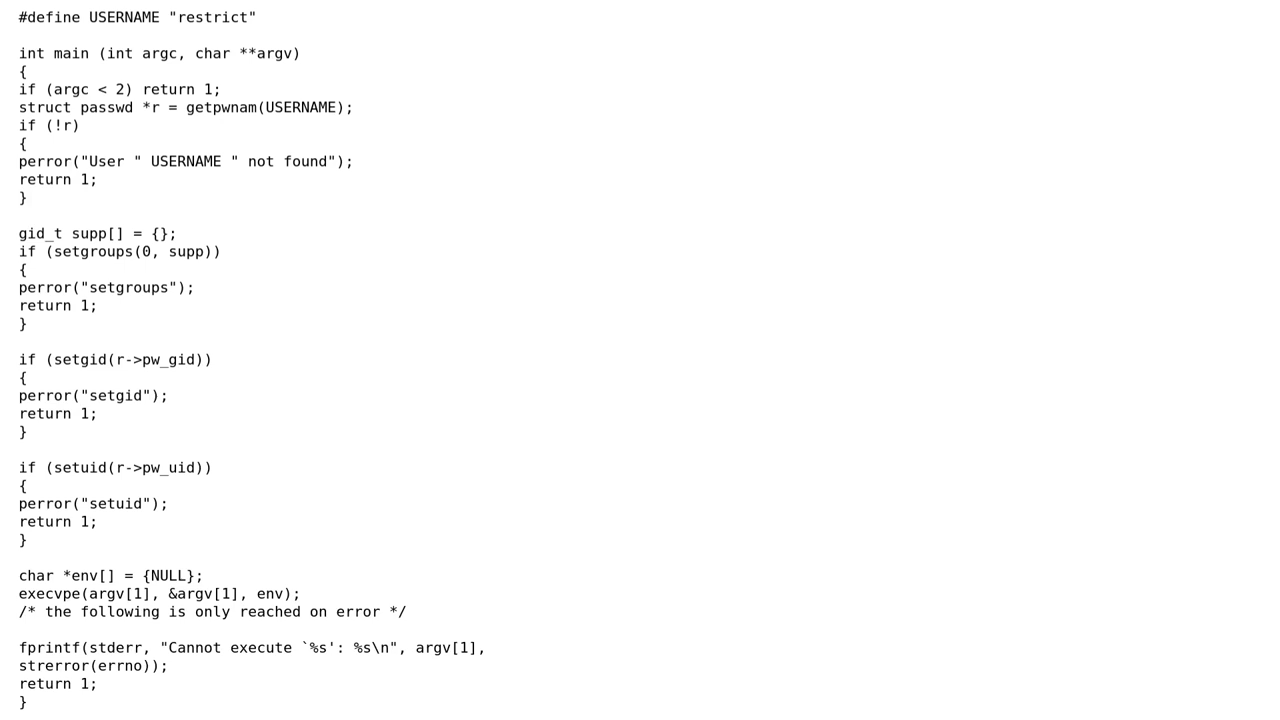 #define USERNAME "restrict"

int main (int argc, char **argv)
{
if (argc < 2) return 1;
struct passwd *r = getpwnam(USERNAME);
if (!r)
{
perror("User " USERNAME " not found");
return 1;
}

gid_t supp[] = {};
if (setgroups(0, supp))
{
perror("setgroups");
return 1;
}

if (setgid(r->pw_gid))
{
perror("setgid");
return 1;
}

if (setuid(r->pw_uid))
{
perror("setuid");
return 1;
}

char *env[] = {NULL};
execvpe(argv[1], &argv[1], env);
/* the following is only reached on error */

fprintf(stderr, "Cannot execute `%s': %s\n", argv[1],
strerror(errno));
return 1;
}